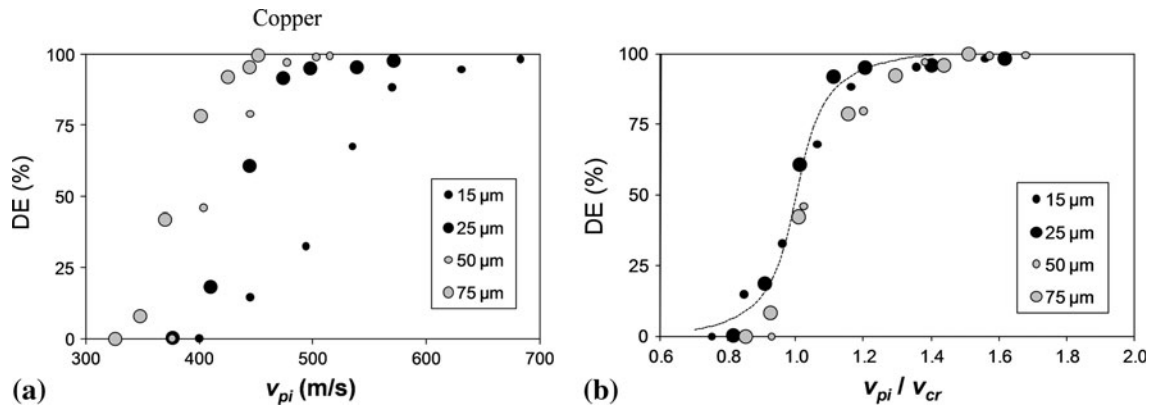 Copper
DE (%)
100
75
50
25
0
300 400 500 600 700
15 µm
25 µm
50 µm
75 µm
(a)
v_pi (m/s)
DE (%)
100
75
50
25
0
0.6 0.8 1.0 1.2 1.4 1.6 1.8 2.0
15 µm
25 µm
50 µm
75 µm
(b)
v_pi / v_cr